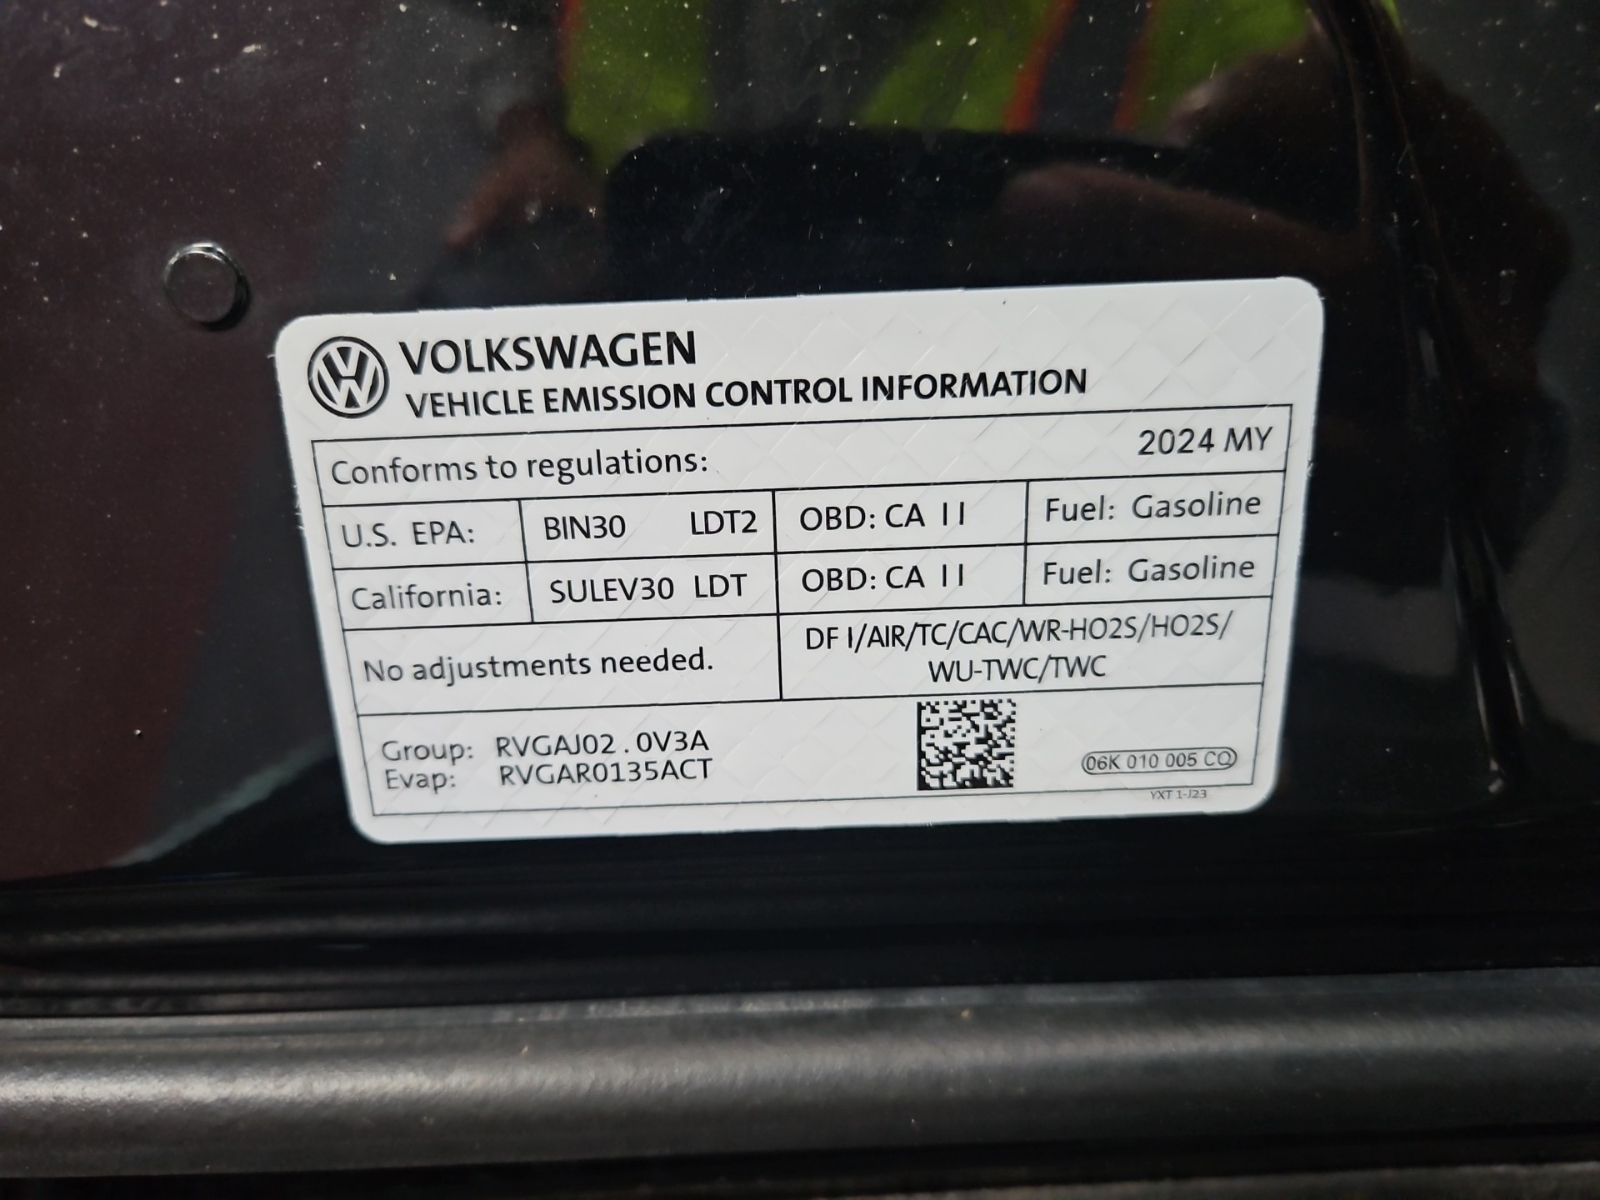 VOLKSWAGEN
VEHICLE EMISSION CONTROL INFORMATION
Conforms to regulations: 2024 MY
U.S. EPA: BIN30 LDT2 OBD: CA II Fuel: Gasoline
California: SULEV30 LDT OBD: CA II Fuel: Gasoline
No adjustments needed.
DFI/AIR/TC/CAC/WR-HO2S/HO2S/
WU-TWC/TWC
Group: RVGAJ02.0V3A
Evap: RVGAR0135ACT
06K 010 005 CQ
YXT 1-J23